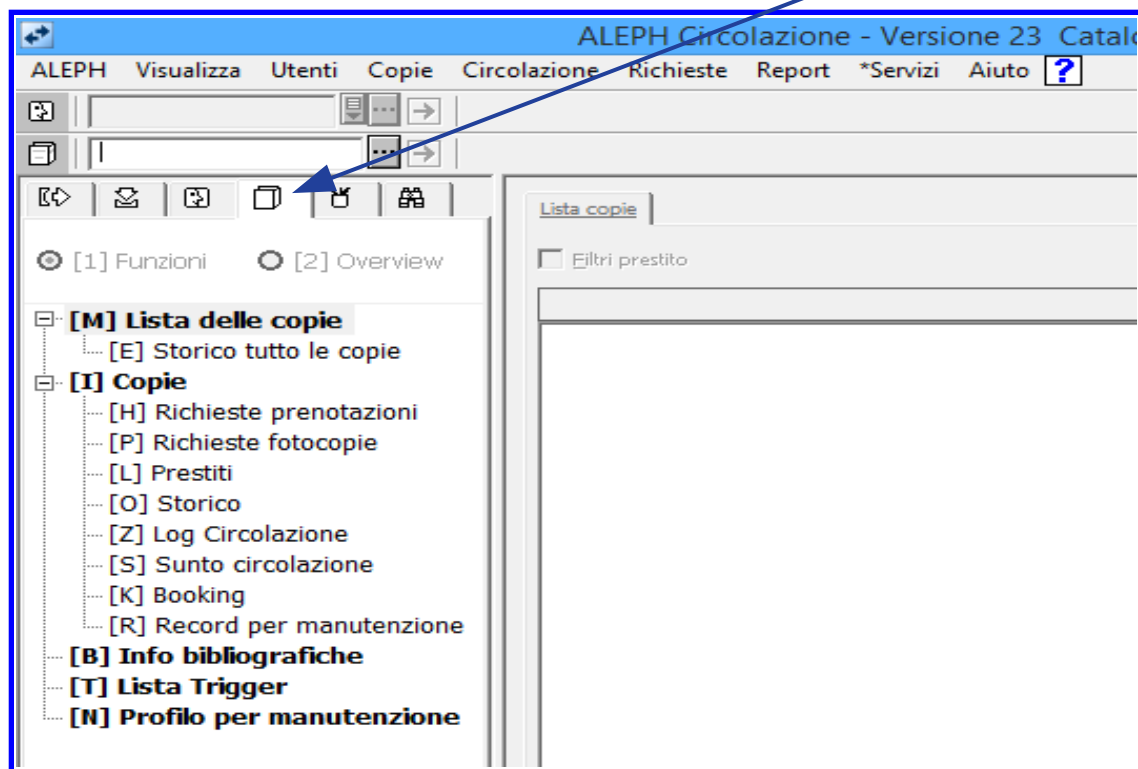 ALEPH Circolazione - Versione 23 Catalo
ALEPH Visualizza Utenti Copie Circolazione Richieste Report *Servizi Aiuto ?
Lista copie
[1] Funzioni [2] Overview
Filtri prestito
[M] Lista delle copie
[E] Storico tutto le copie
[I] Copie
[H] Richieste prenotazioni
[P] Richieste fotocopie
[L] Prestiti
[O] Storico
[Z] Log Circolazione
[S] Sunto circolazione
[K] Booking
[R] Record per manutenzione
[B] Info bibliografiche
[T] Lista Trigger
[N] Profilo per manutenzione